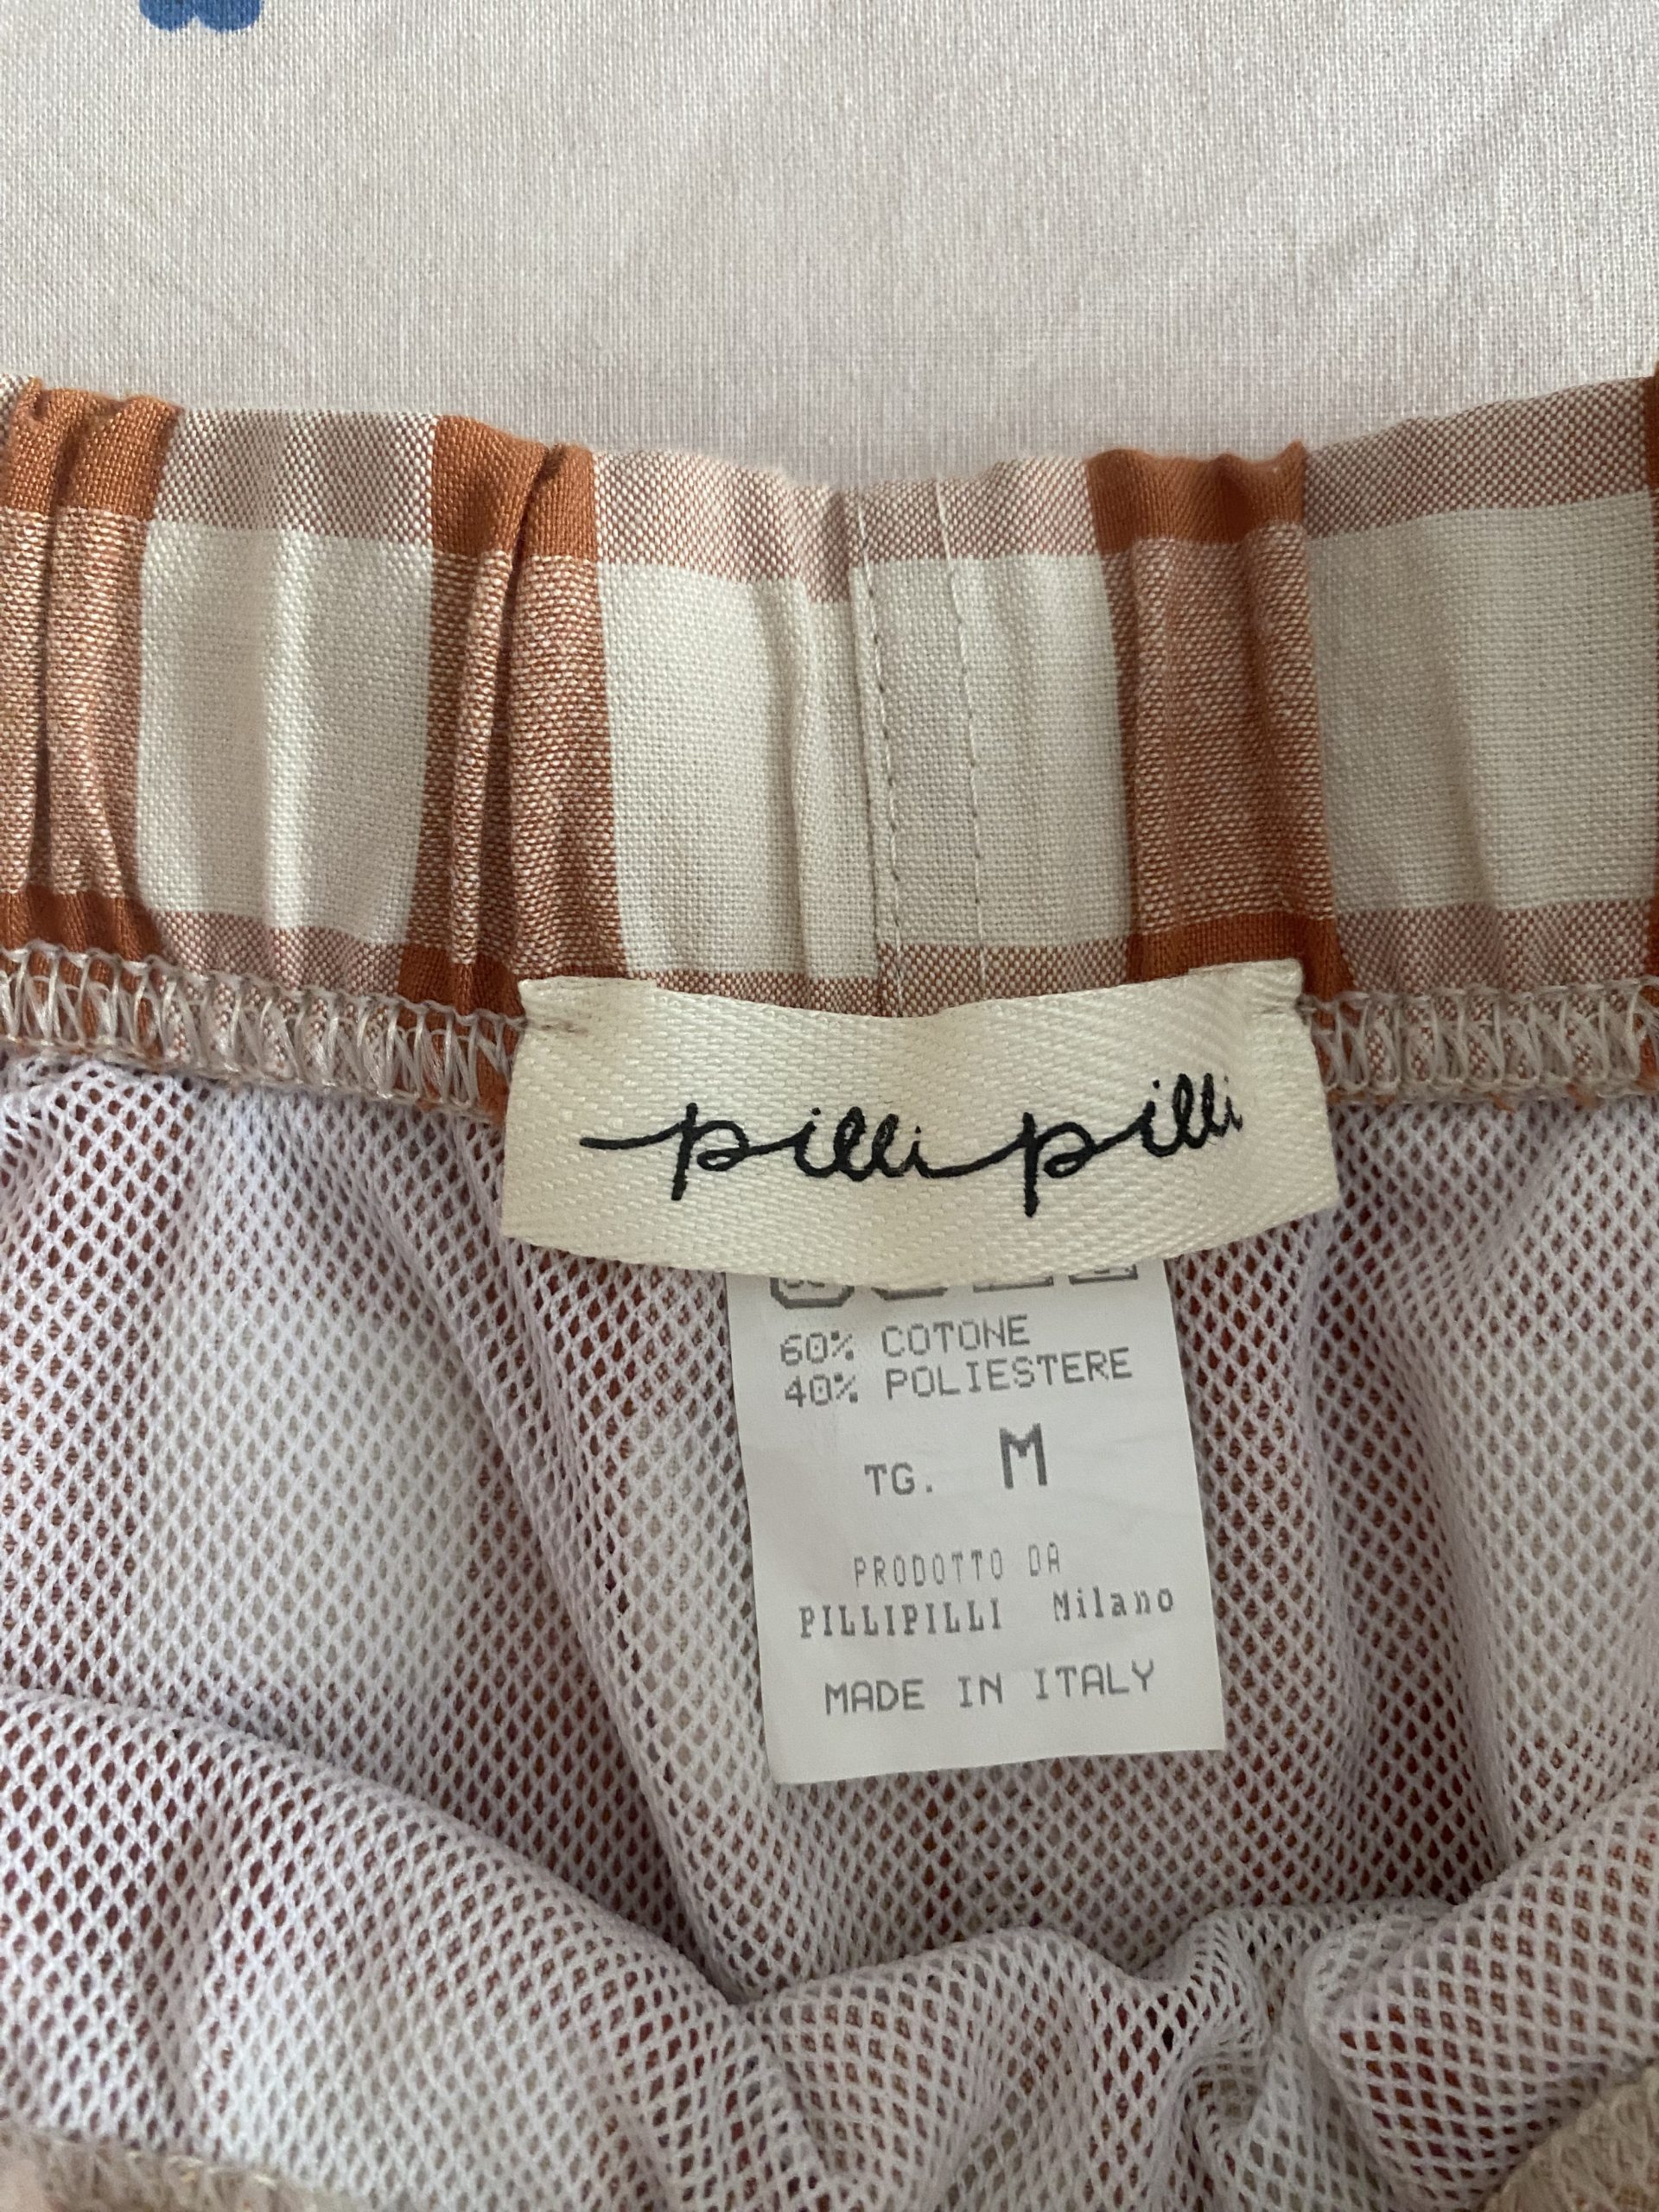 pilli pilli
60% COTONE
40% POLIESTERE
TG. M
PRODOTTO DA
PILLIPILLI Milano
MADE IN ITALY